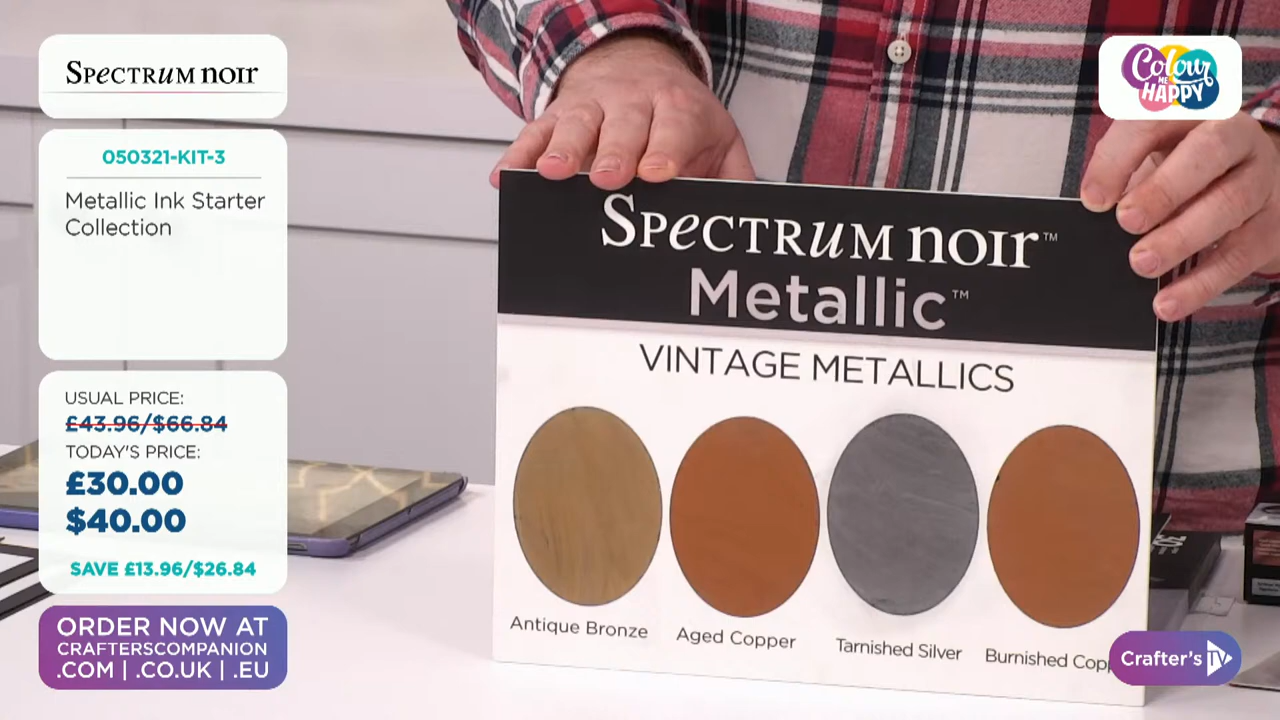 SPECTRUM noir
050321-KIT-3
Metallic Ink Starter
Collection
USUAL PRICE:
£43.96/$66.84
TODAY'S PRICE:
£30.00
$40.00
SAVE £13.96/$26.84
ORDER NOW AT
CRAFTERSCOMPANION
.COM | .CO.UK | .EU
Colour
ME
HAPPY
SPECTRUM noir™
Metallic™
VINTAGE METALLICS
Antique Bronze
Aged Copper
Tarnished Silver
Burnished Copp
Crafter's TV